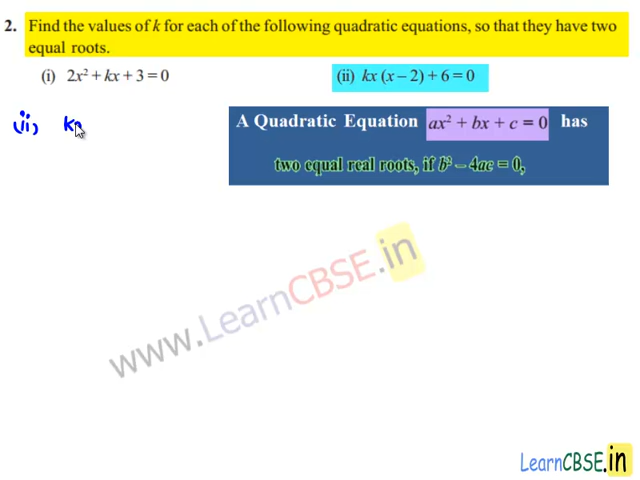 2. Find the values of k for each of the following quadratic equations, so that they have two
equal roots.
(i) 2x² + kx + 3 = 0
(ii) kx (x – 2) + 6 = 0
(ii) kx
A Quadratic Equation ax² + bx + c = 0 has
two equal real roots, if b² – 4ac = 0,
www.LearnCBSE.in
LearnCBSE.in